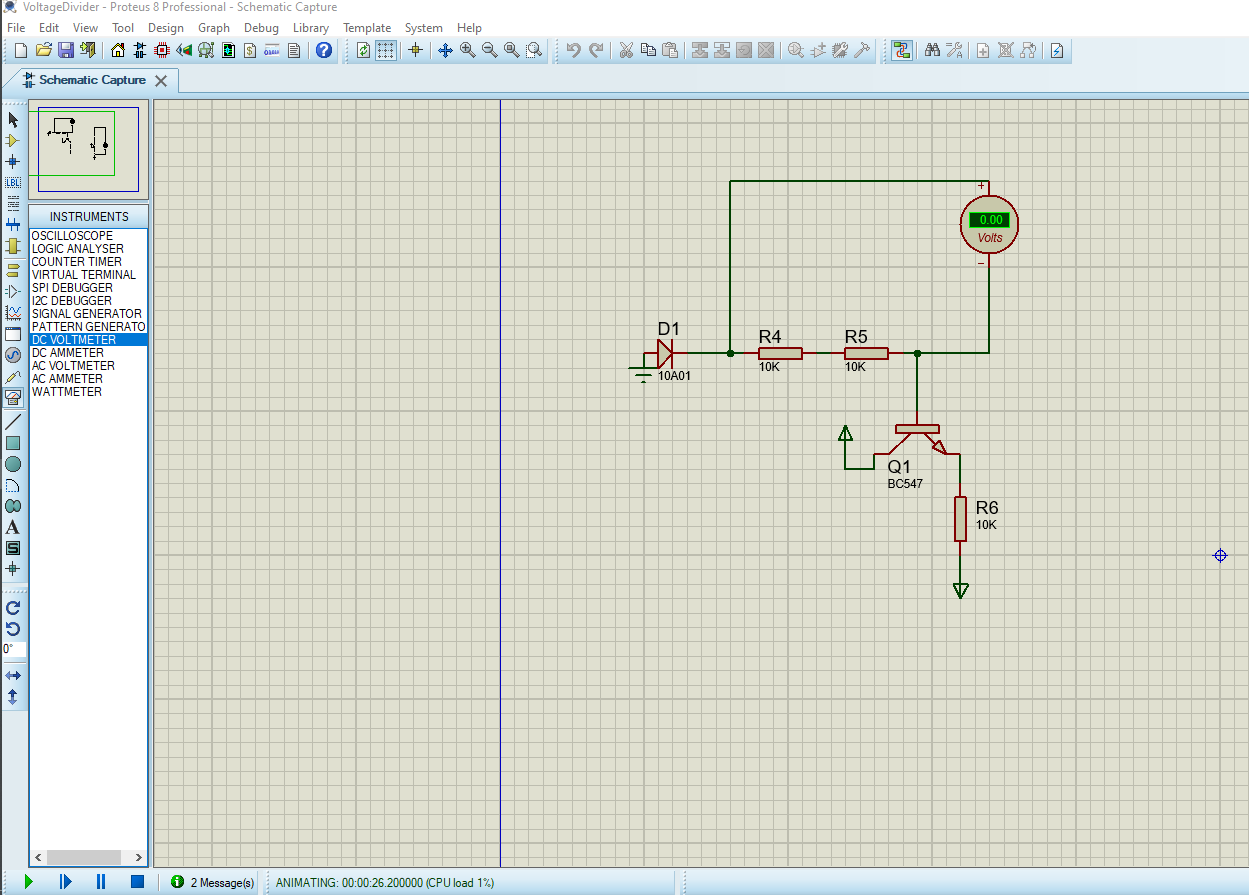 VoltageDivider - Proteus 8 Professional - Schematic Capture
File Edit View Tool Design Graph Debug Library Template System Help
Schematic Capture
INSTRUMENTS
OSCILLOSCOPE
LOGIC ANALYSER
COUNTER TIMER
VIRTUAL TERMINAL
SPI DEBUGGER
I2C DEBUGGER
SIGNAL GENERATOR
PATTERN GENERATO
DC VOLTMETER
DC AMMETER
AC VOLTMETER
AC AMMETER
WATTMETER
LBL
A
S
0°
+
0.00
Volts
−
D1
10A01
R4
10K
R5
10K
Q1
BC547
R6
10K
2 Message(s)
ANIMATING: 00:00:26.200000 (CPU load 1%)